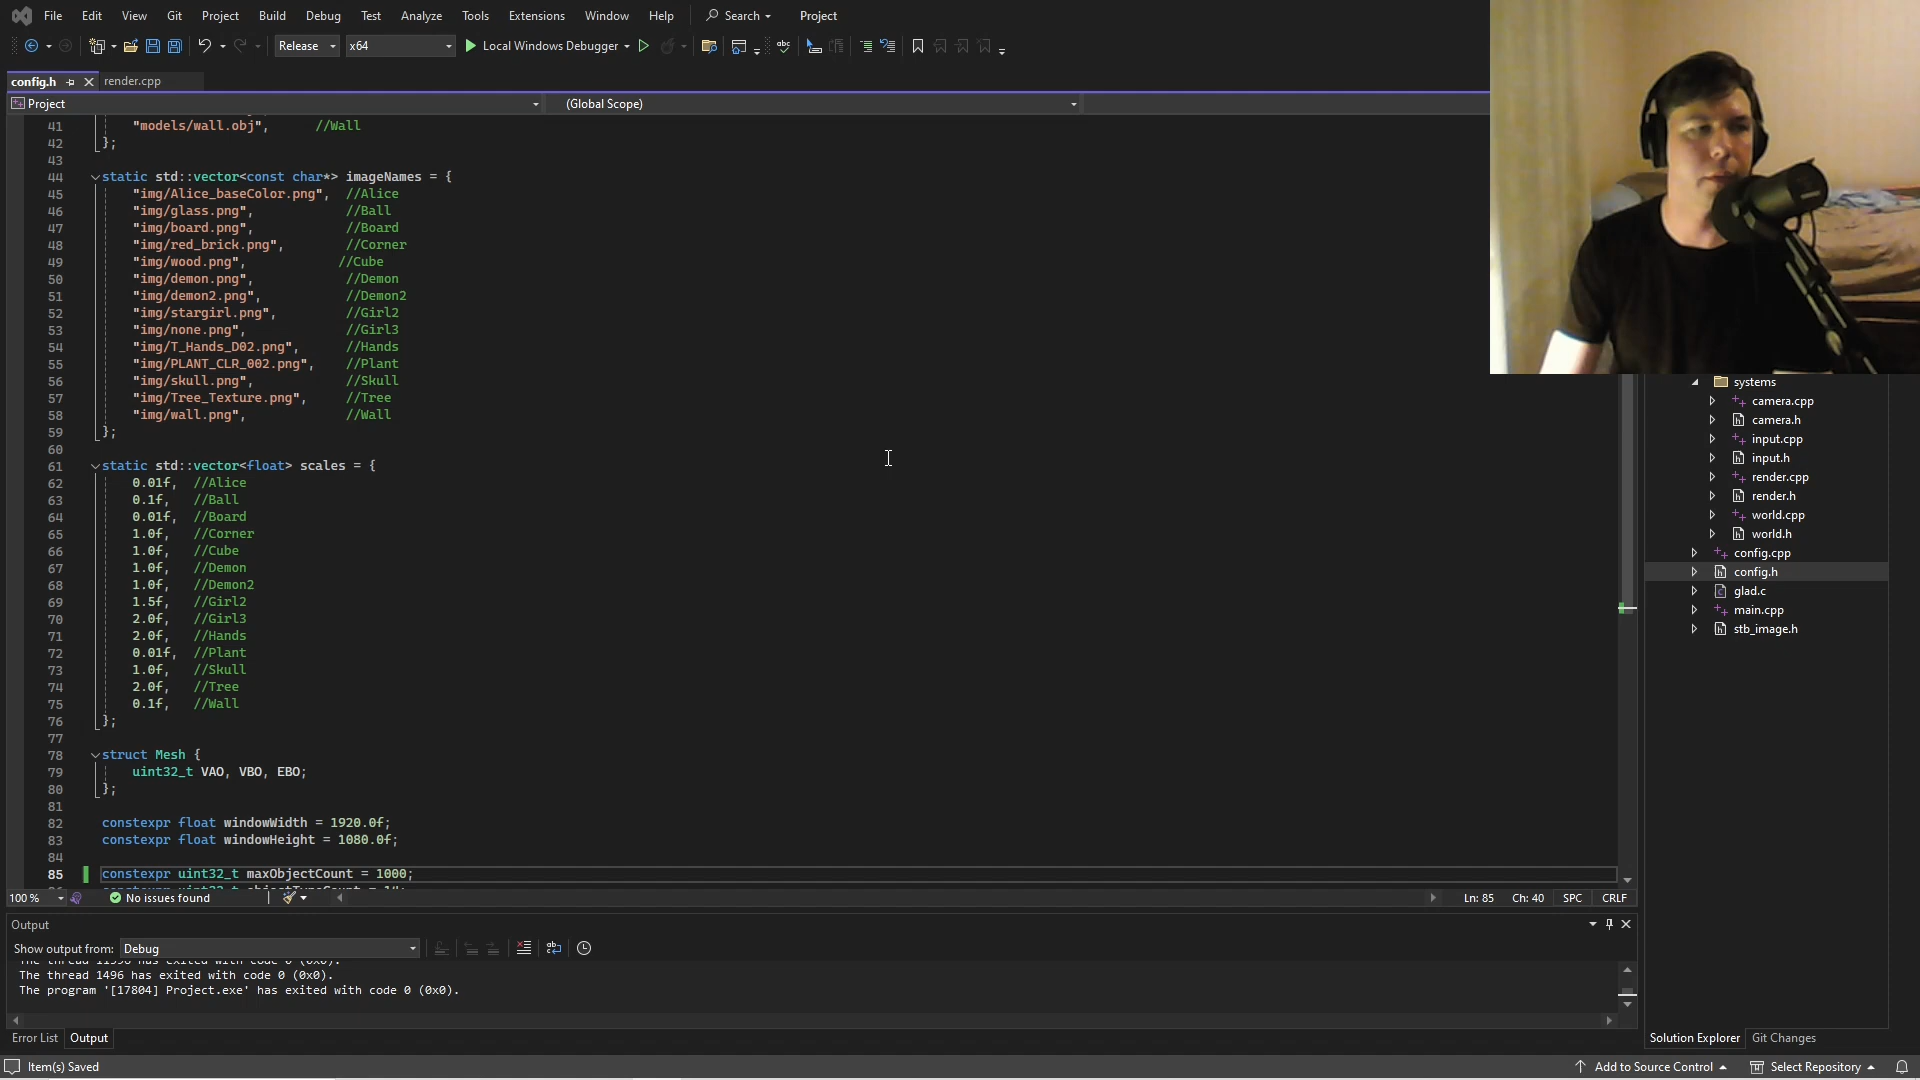 File Edit View Git Project Build Debug Test Analyze Tools Extensions Window Help Search Project
Release x64 Local Windows Debugger
config.h render.cpp
Project (Global Scope)
41 "models/wall.obj", //Wall
42 };
43
44 static std::vector<const char*> imageNames = {
45 "img/Alice_baseColor.png", //Alice
46 "img/glass.png", //Ball
47 "img/board.png", //Board
48 "img/red_brick.png", //Corner
49 "img/wood.png", //Cube
50 "img/demon.png", //Demon
51 "img/demon2.png", //Demon2
52 "img/stargirl.png", //Girl2
53 "img/none.png", //Girl3
54 "img/T_Hands_D02.png", //Hands
55 "img/PLANT_CLR_002.png", //Plant
56 "img/skull.png", //Skull
57 "img/Tree_Texture.png", //Tree
58 "img/wall.png", //Wall
59 };
60
61 static std::vector<float> scales = {
62 0.01f, //Alice
63 0.1f, //Ball
64 0.01f, //Board
65 1.0f, //Corner
66 1.0f, //Cube
67 1.0f, //Demon
68 1.0f, //Demon2
69 1.5f, //Girl2
70 2.0f, //Girl3
71 2.0f, //Hands
72 0.01f, //Plant
73 1.0f, //Skull
74 2.0f, //Tree
75 0.1f, //Wall
76 };
77
78 struct Mesh {
79 uint32_t VAO, VBO, EBO;
80 };
81
82 constexpr float windowWidth = 1920.0f;
83 constexpr float windowHeight = 1080.0f;
84
85 constexpr uint32_t maxObjectCount = 1000;
100 % No issues found Ln: 85 Ch: 40 SPC CRLF
Output
Show output from: Debug
The thread 1496 has exited with code 0 (0x0).
The program '[17804] Project.exe' has exited with code 0 (0x0).
Error List Output
systems
camera.cpp
camera.h
input.cpp
input.h
render.cpp
render.h
world.cpp
world.h
config.cpp
config.h
glad.c
main.cpp
stb_image.h
Solution Explorer Git Changes
Item(s) Saved Add to Source Control Select Repository